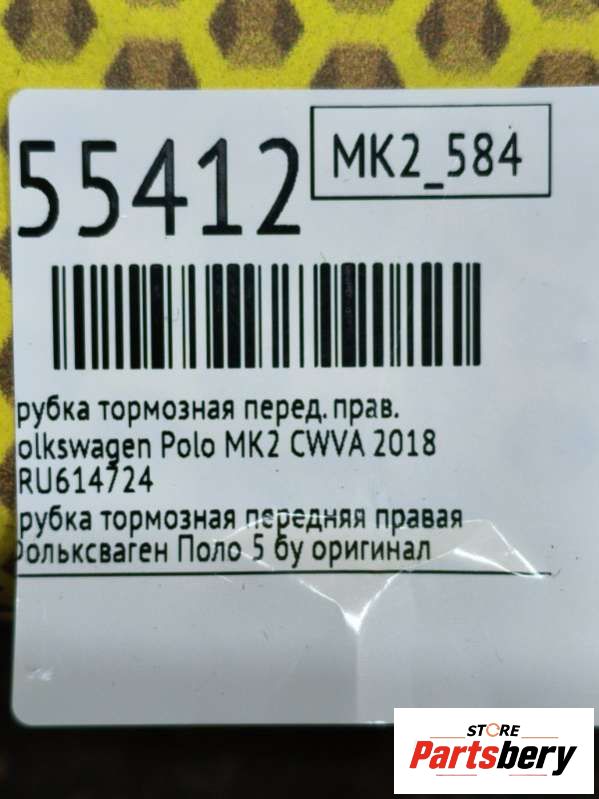 55412
MK2_584
рубка тормозная перед. прав.
olkswagen Polo MK2 CWVA 2018
RU614724
рубка тормозная передняя правая
Фольксваген Поло 5 бу оригинал
STORE
Partsbery